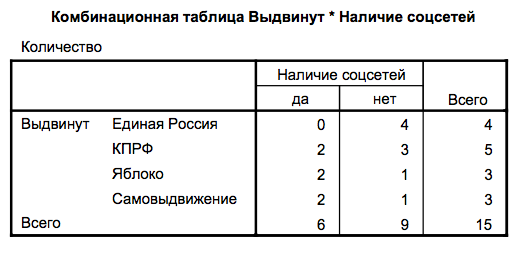 Комбинационная таблица Выдвинут * Наличие соцсетей
Количество
Наличие соцсетей
да нет Всего
Выдвинут Единая Россия 0 4 4
КПРФ 2 3 5
Яблоко 2 1 3
Самовыдвижение 2 1 3
Всего 6 9 15